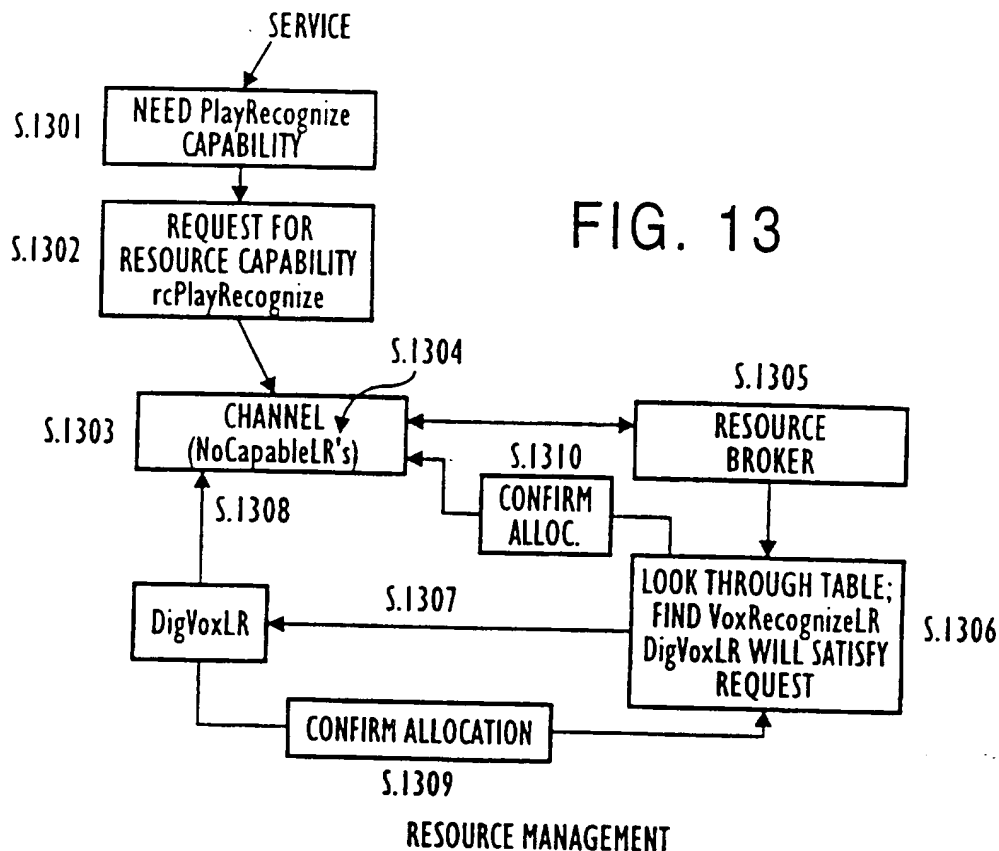 SERVICE
S.1301
NEED PlayRecognize
CAPABILITY
S.1302
REQUEST FOR
RESOURCE CAPABILITY
rcPlayRecognize
FIG. 13
S.1304
S.1303
CHANNEL
(NoCapableLR's)
S.1305
RESOURCE
BROKER
S.1310
CONFIRM
ALLOC.
S.1308
DigVoxLR
S.1307
LOOK THROUGH TABLE;
FIND VoxRecognizeLR
DigVoxLR WILL SATISFY
REQUEST
S.1306
CONFIRM ALLOCATION
S.1309
RESOURCE MANAGEMENT